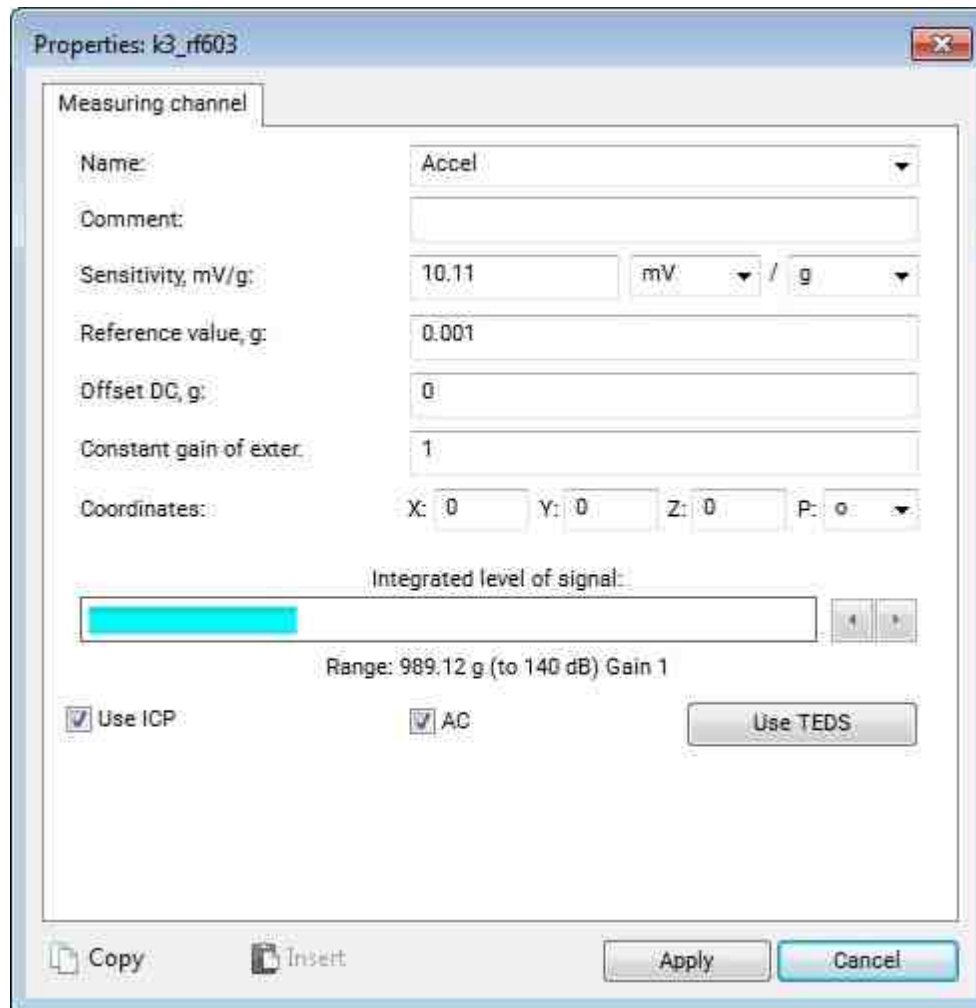 Properties: k3_rf603
Measuring channel
Name: Accel
Comment:
Sensitivity, mV/g: 10.11 mV / g
Reference value, g: 0.001
Offset DC, g: 0
Constant gain of exter. 1
Coordinates: X: 0 Y: 0 Z: 0 P: o
Integrated level of signal:
Range: 989.12 g (to 140 dB) Gain 1
Use ICP AC Use TEDS
Copy Insert Apply Cancel